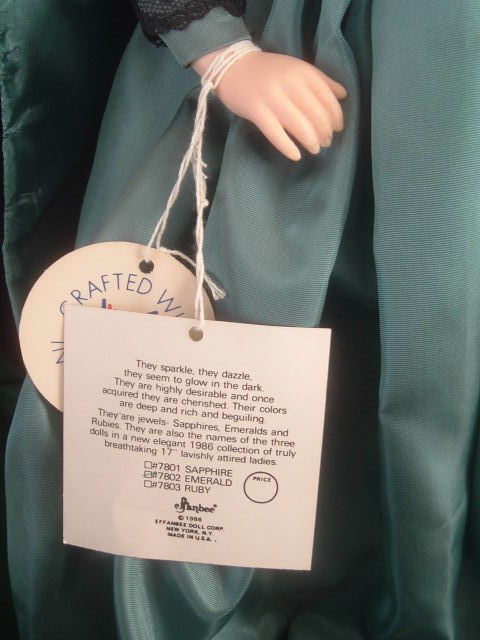 CRAFTED WI
They sparkle, they dazzle,
they seem to glow in the dark.
They are highly desirable and once
acquired they are cherished. Their colors
are deep and rich and beguiling.
They are jewels- Sapphires, Emeralds and
Rubies. They are also the names of the three
dolls in a new elegant 1986 collection of truly
breathtaking 17" lavishly attired ladies.
#7801 SAPPHIRE
#7802 EMERALD
#7803 RUBY
PRICE
effanbee®
© 1986
EFFANBEE DOLL CORP.
NEW YORK, N.Y.
MADE IN U.S.A.